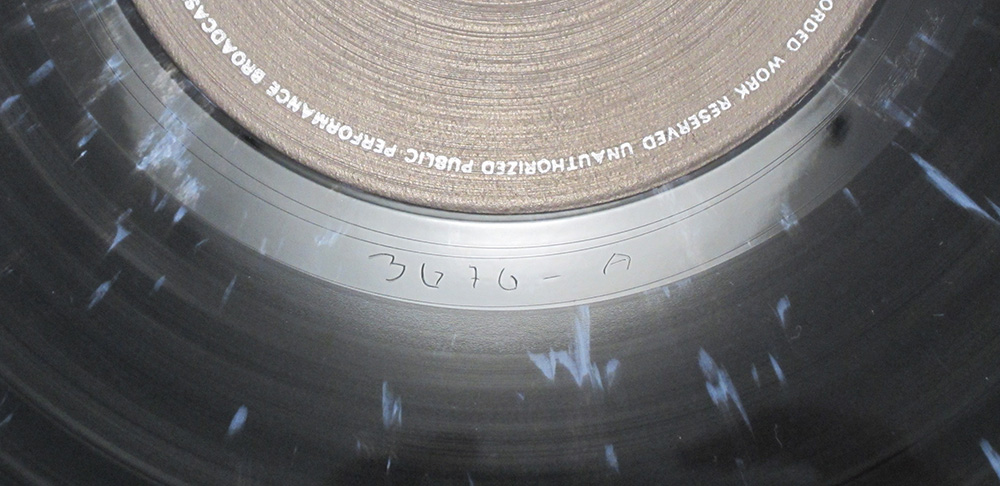 ORDED WORK RESERVED UNAUTHORIZED PUBLIC PERFORMANCE BROADCAS
3676 - A